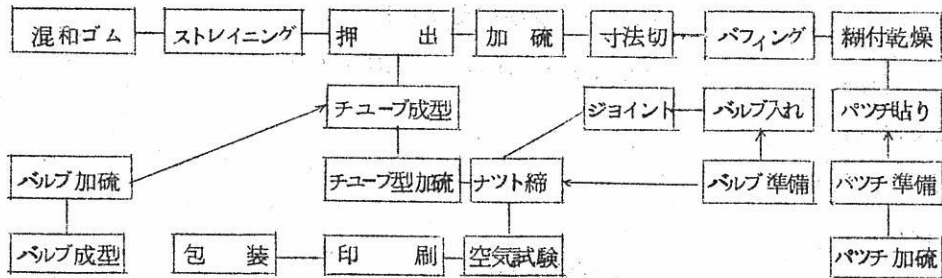 混和ゴム ストレイニング 押出 加硫 寸法切 バフィング 糊付乾燥
チューブ成型 ジョイント バルブ入れ パツチ貼り
バルブ加硫 チューブ型加硫 ナツト締 バルブ準備 パツチ準備
バルブ成型 包装 印刷 空気試験 パツチ加硫